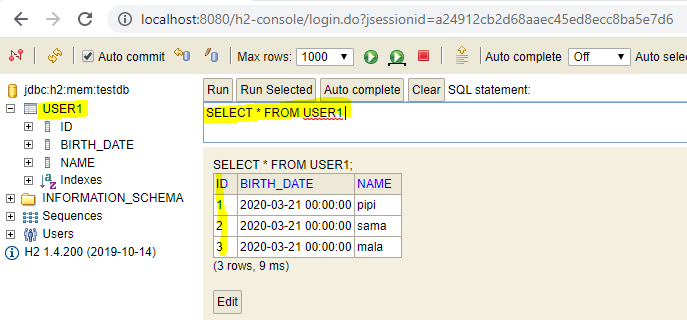 localhost:8080/h2-console/login.do?jsessionid=a24912cb2d68aaec45ed8ecc8ba5e7d6
Auto commit Max rows: 1000 Auto complete Off Auto selec
jdbc:h2:mem:testdb
USER1
ID
BIRTH_DATE
NAME
Indexes
INFORMATION_SCHEMA
Sequences
Users
H2 1.4.200 (2019-10-14)
Run Run Selected Auto complete Clear SQL statement:
SELECT * FROM USER1
SELECT * FROM USER1;
ID BIRTH_DATE NAME
1 2020-03-21 00:00:00 pipi
2 2020-03-21 00:00:00 sama
3 2020-03-21 00:00:00 mala
(3 rows, 9 ms)
Edit